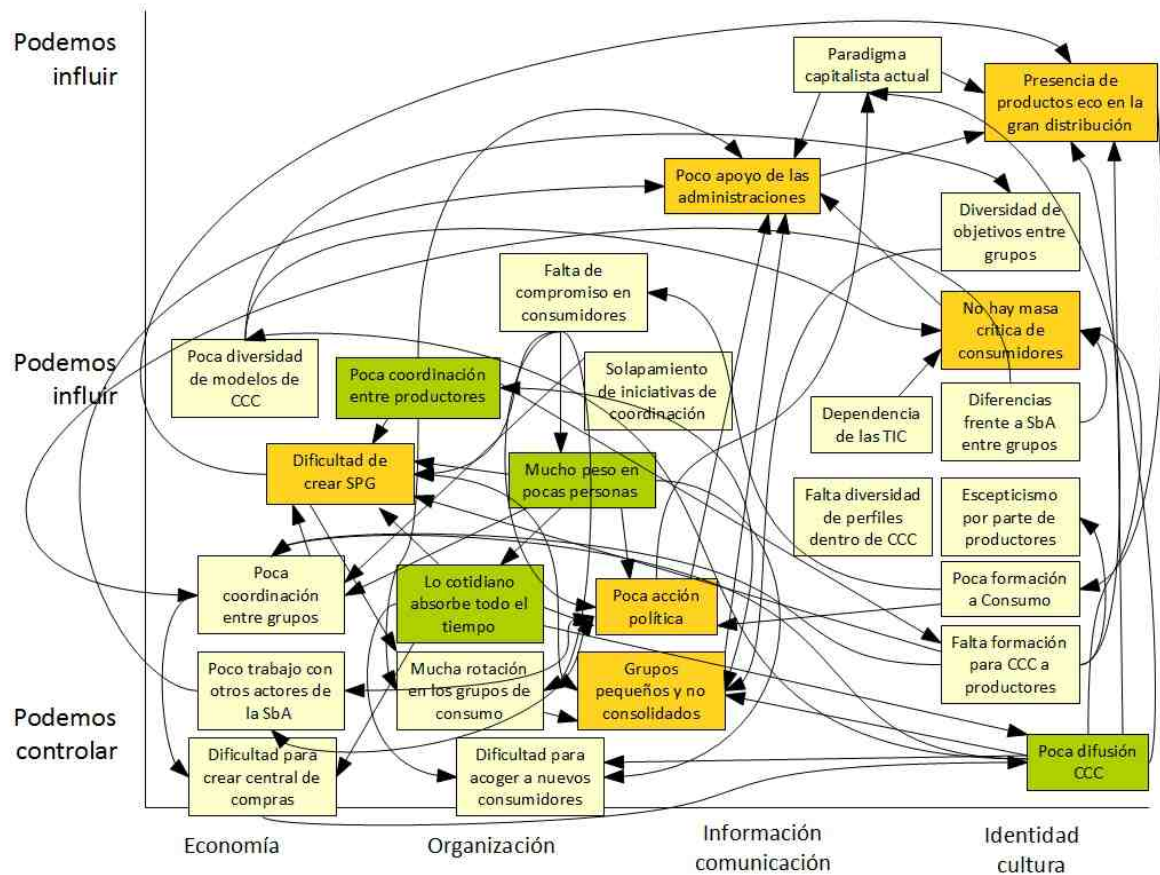 Podemos
influir
Paradigma
capitalista actual
Presencia de
productos eco en la
gran distribución
Poco apoyo de las
administraciones
Diversidad de
objetivos entre
grupos
Falta de
compromiso en
consumidores
No hay masa
crítica de
consumidores
Podemos
influir
Poca diversidad
de modelos de
CCC
Poca coordinación
entre productores
Solapamiento
de iniciativas de
coordinación
Dependencia
de las TIC
Diferencias
frente a SbA
entre grupos
Dificultad de
crear SPG
Mucho peso en
pocas personas
Falta diversidad
de perfiles
dentro de CCC
Escepticismo
por parte de
productores
Poca
coordinación
entre grupos
Lo cotidiano
absorbe todo el
tiempo
Poca acción
política
Poca formación
a Consumo
Falta formación
para CCC a
productores
Poco trabajo con
otros actores de
la SbA
Mucha rotación
en los grupos de
consumo
Grupos
pequeños y no
consolidados
Podemos
controlar
Dificultad para
crear central de
compras
Dificultad para
acoger a nuevos
consumidores
Poca difusión
CCC
Economía
Organización
Información
comunicación
Identidad
cultura